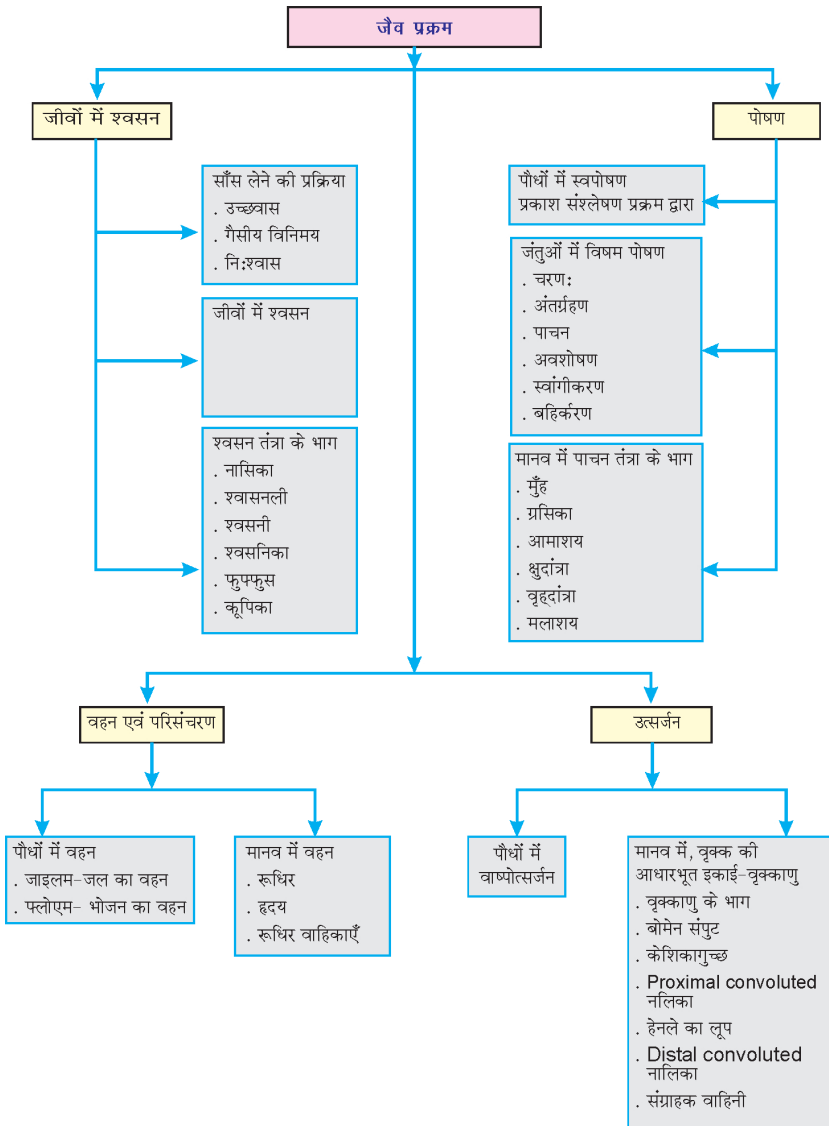 जैव प्रक्रम
जीवों में श्वसन
पोषण
साँस लेने की प्रक्रिया
. उच्छवास
. गैसीय विनिमय
. नि:श्वास
जीवों में श्वसन
श्वसन तंत्रा के भाग
. नासिका
. श्वासनली
. श्वसनी
. श्वसनिका
. फुफ्फुस
. कूपिका
पौधों में स्वपोषण
प्रकाश संश्लेषण प्रक्रम द्वारा
जंतुओं में विषम पोषण
. चरण:
. अंतर्ग्रहण
. पाचन
. अवशोषण
. स्वांगीकरण
. बहिर्करण
मानव में पाचन तंत्रा के भाग
. मुँह
. ग्रसिका
. आमाशय
. क्षुदांत्रा
. वृहदांत्रा
. मलाशय
वहन एवं परिसंचरण
उत्सर्जन
पौधों में वहन
. जाइलम-जल का वहन
. फ्लोएम- भोजन का वहन
मानव में वहन
. रूधिर
. हृदय
. रूधिर वाहिकाएँ
पौधों में
वाष्पोत्सर्जन
मानव में, वृक्क की
आधारभूत इकाई-वृक्काणु
. वृक्काणु के भाग
. बोमेन संपुट
. केशिकागुच्छ
. Proximal convoluted
नलिका
. हेनले का लूप
. Distal convoluted
नालिका
. संग्राहक वाहिनी